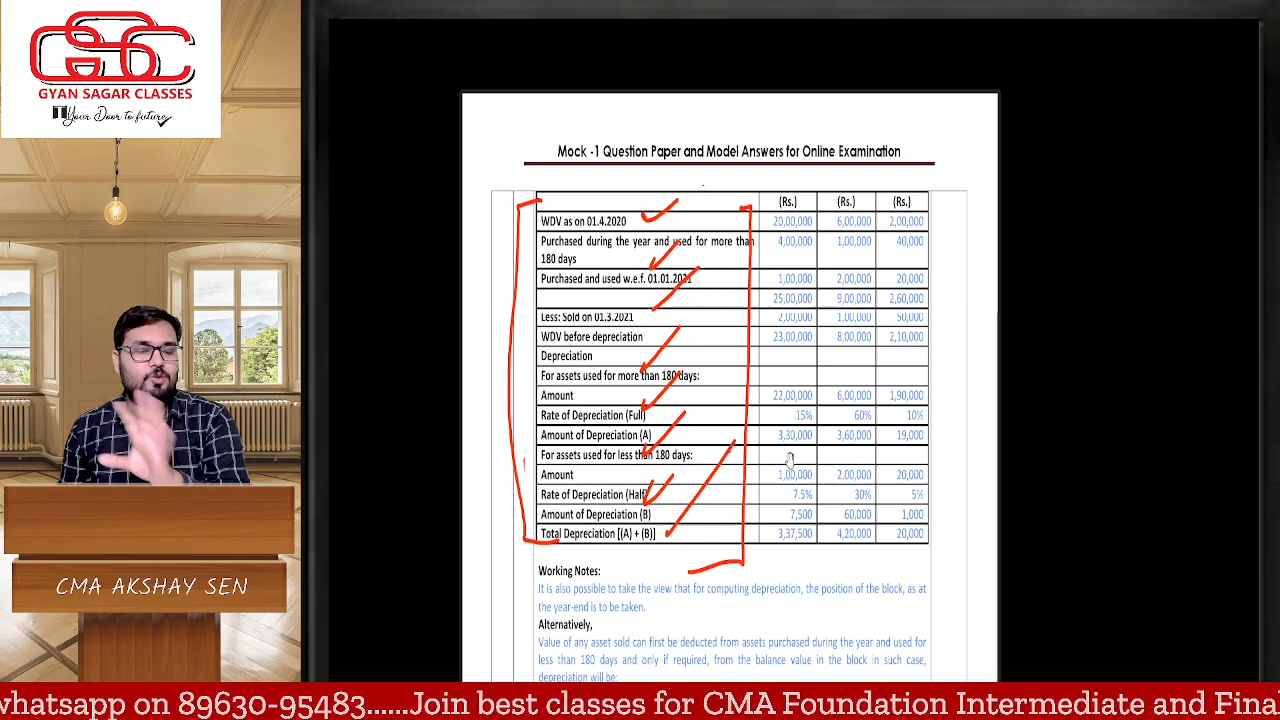 GSC
GYAN SAGAR CLASSES
Your Door to future
CMA AKSHAY SEN
Mock -1 Question Paper and Model Answers for Online Examination
(Rs.) (Rs.) (Rs.)
WDV as on 01.4.2020 20,00,000 6,00,000 2,00,000
Purchased during the year and used for more than 4,00,000 1,00,000 40,000
180 days
Purchased and used w.e.f. 01.01.2021 1,00,000 2,00,000 20,000
25,00,000 9,00,000 2,60,000
Less: Sold on 01.3.2021 2,00,000 1,00,000 50,000
WDV before depreciation 23,00,000 8,00,000 2,10,000
Depreciation
For assets used for more than 180 days:
Amount 22,00,000 6,00,000 1,90,000
Rate of Depreciation (Full) 15% 60% 10%
Amount of Depreciation (A) 3,30,000 3,60,000 19,000
For assets used for less than 180 days:
Amount 1,00,000 2,00,000 20,000
Rate of Depreciation (Half) 7.5% 30% 5%
Amount of Depreciation (B) 7,500 60,000 1,000
Total Depreciation [(A) + (B)] 3,37,500 4,20,000 20,000
Working Notes:
It is also possible to take the view that for computing depreciation, the position of the block, as at
the year-end is to be taken.
Alternatively,
Value of any asset sold can first be deducted from assets purchased during the year and used for
less than 180 days and only if required, from the balance value in the block in such case,
depreciation will be:
whatsapp on 89630-95483......Join best classes for CMA Foundation Intermediate and Fina